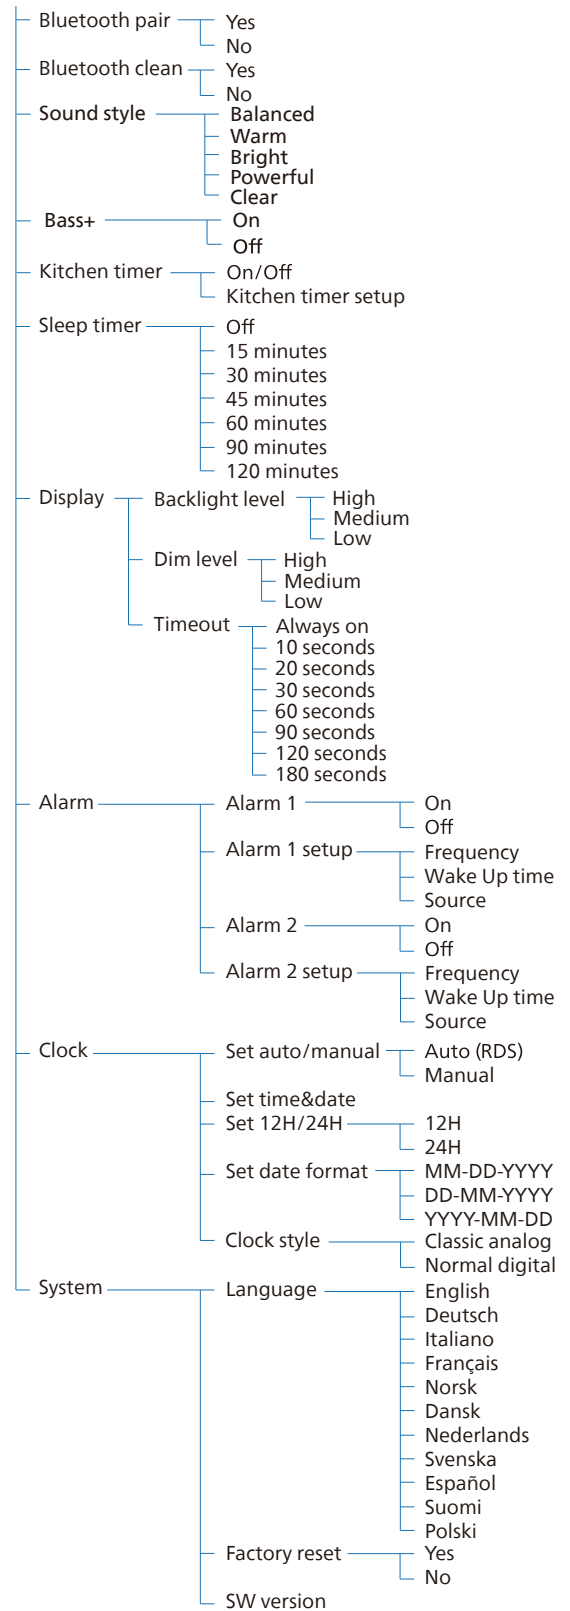 Bluetooth pair Yes
No
Bluetooth clean Yes
No
Sound style Balanced
Warm
Bright
Powerful
Clear
Bass+ On
Off
Kitchen timer On/Off
Kitchen timer setup
Sleep timer Off
15 minutes
30 minutes
45 minutes
60 minutes
90 minutes
120 minutes
Display Backlight level High
Medium
Low
Dim level High
Medium
Low
Timeout Always on
10 seconds
20 seconds
30 seconds
60 seconds
90 seconds
120 seconds
180 seconds
Alarm Alarm 1 On
Off
Alarm 1 setup Frequency
Wake Up time
Source
Alarm 2 On
Off
Alarm 2 setup Frequency
Wake Up time
Source
Clock Set auto/manual Auto (RDS)
Manual
Set time&date
Set 12H/24H 12H
24H
Set date format MM-DD-YYYY
DD-MM-YYYY
YYYY-MM-DD
Clock style Classic analog
Normal digital
System Language English
Deutsch
Italiano
Français
Norsk
Dansk
Nederlands
Svenska
Español
Suomi
Polski
Factory reset Yes
No
SW version